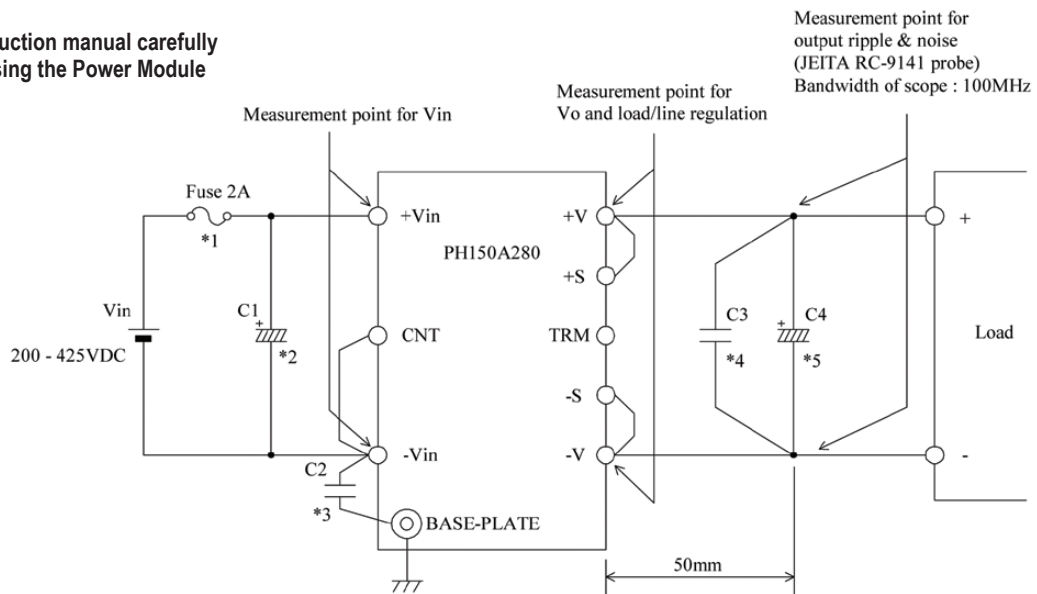 uction manual carefully
sing the Power Module
Measurement point for
output ripple & noise
(JEITA RC-9141 probe)
Bandwidth of scope : 100MHz
Measurement point for
Vo and load/line regulation
Measurement point for Vin
Fuse 2A
*1
+Vin
+V
+
PH150A280
+S
Vin
200 - 425VDC
C1
+
*2
CNT
TRM
C3
*4
C4
+
*5
Load
-S
-Vin
-V
-
C2
*3
BASE-PLATE
50mm